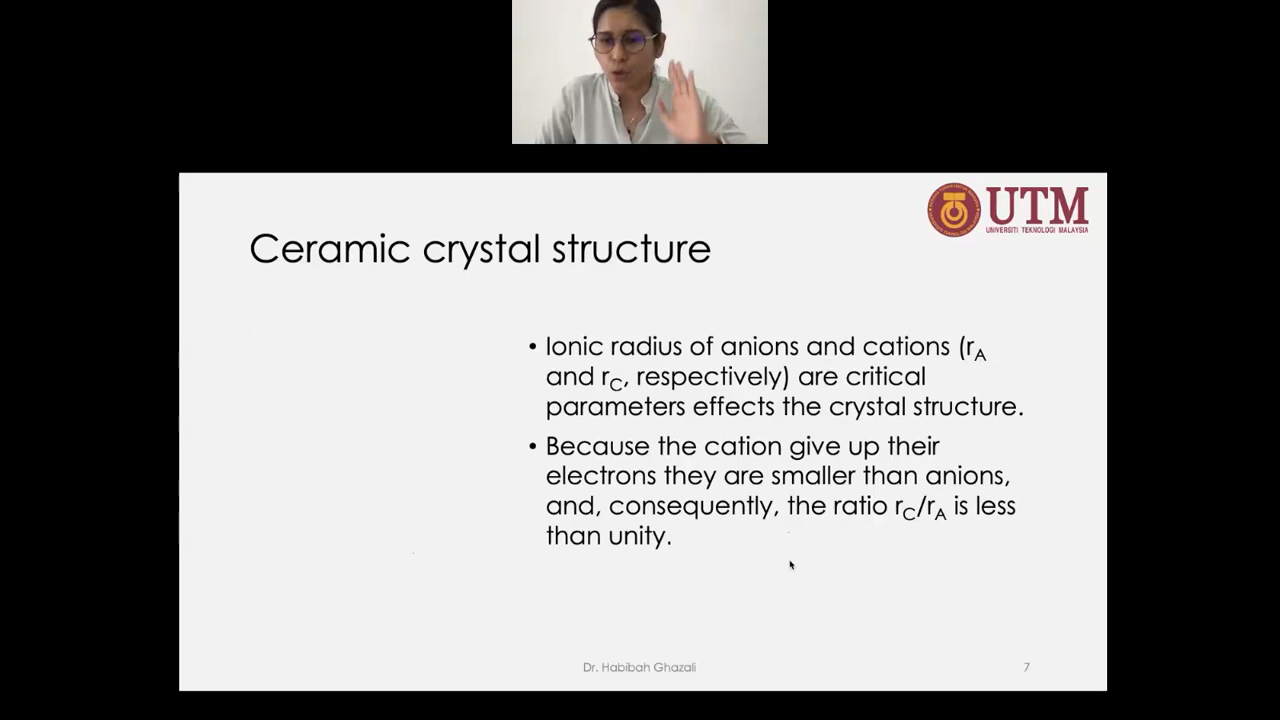 UTM
UNIVERSITI TEKNOLOGI MALAYSIA
Ceramic crystal structure
• Ionic radius of anions and cations (rA
and rC, respectively) are critical
parameters effects the crystal structure.
• Because the cation give up their
electrons they are smaller than anions,
and, consequently, the ratio rC/rA is less
than unity.
Dr. Habibah Ghazali
7